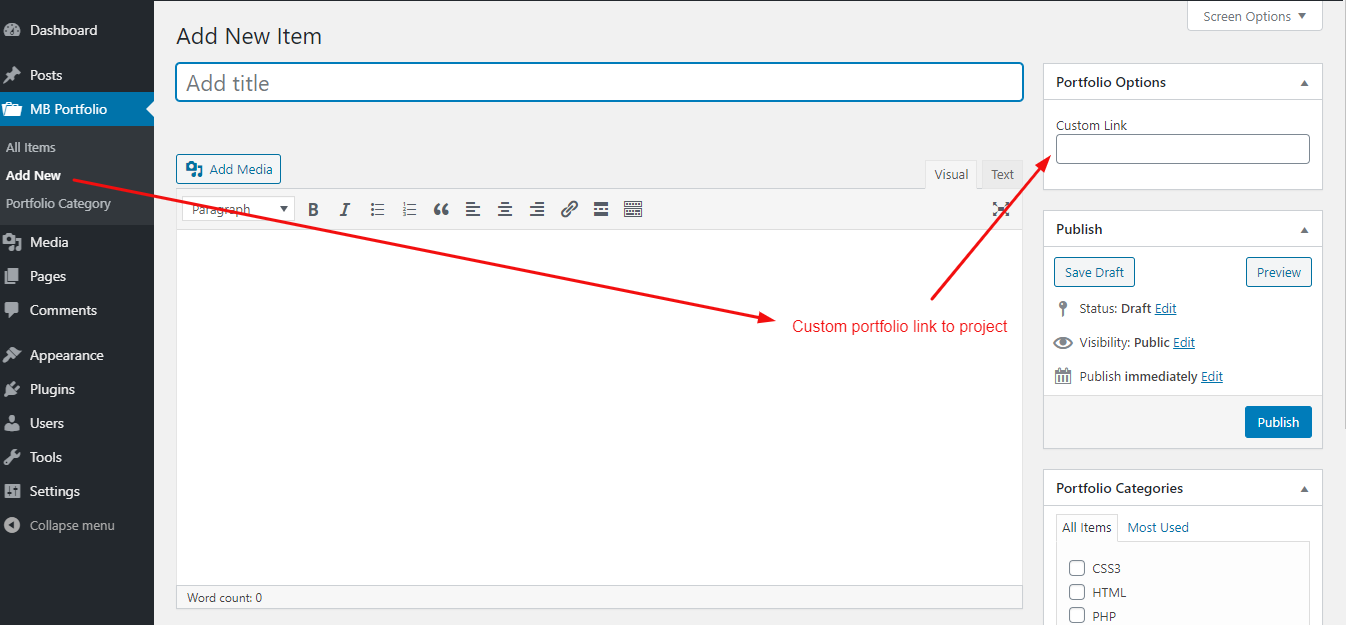 Dashboard
Posts
MB Portfolio
All Items
Add New
Portfolio Category
Media
Pages
Comments
Appearance
Plugins
Users
Tools
Settings
Collapse menu
Screen Options
Add New Item
Add title
Add Media
Visual
Text
Paragraph
B I
Custom portfolio link to project
Word count: 0
Portfolio Options
Custom Link
Publish
Save Draft
Preview
Status: Draft Edit
Visibility: Public Edit
Publish immediately Edit
Publish
Portfolio Categories
All Items
Most Used
CSS3
HTML
PHP